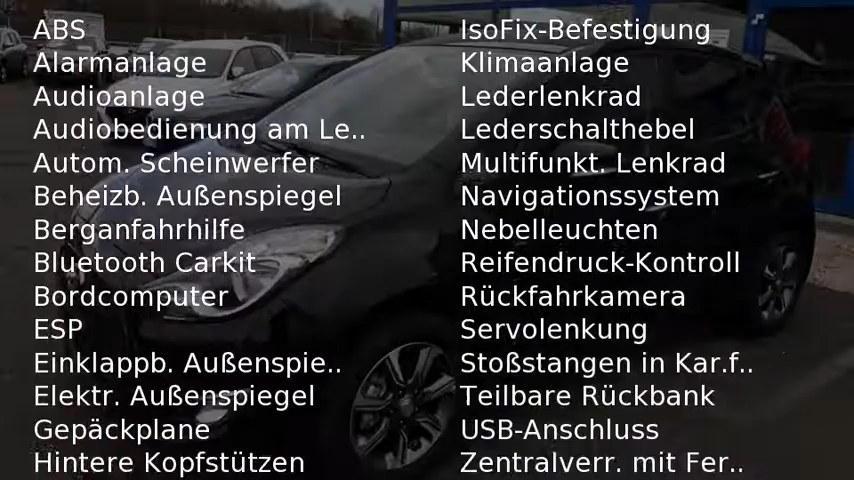 ABS
Alarmanlage
Audioanlage
Audiobedienung am Le..
Autom. Scheinwerfer
Beheizb. Außenspiegel
Berganfahrhilfe
Bluetooth Carkit
Bordcomputer
ESP
Einklappb. Außenspie..
Elektr. Außenspiegel
Gepäckplane
Hintere Kopfstützen
IsoFix-Befestigung
Klimaanlage
Lederlenkrad
Lederschalthebel
Multifunkt. Lenkrad
Navigationssystem
Nebelleuchten
Reifendruck-Kontroll
Rückfahrkamera
Servolenkung
Stoßstangen in Kar.f..
Teilbare Rückbank
USB-Anschluss
Zentralverr. mit Fer..